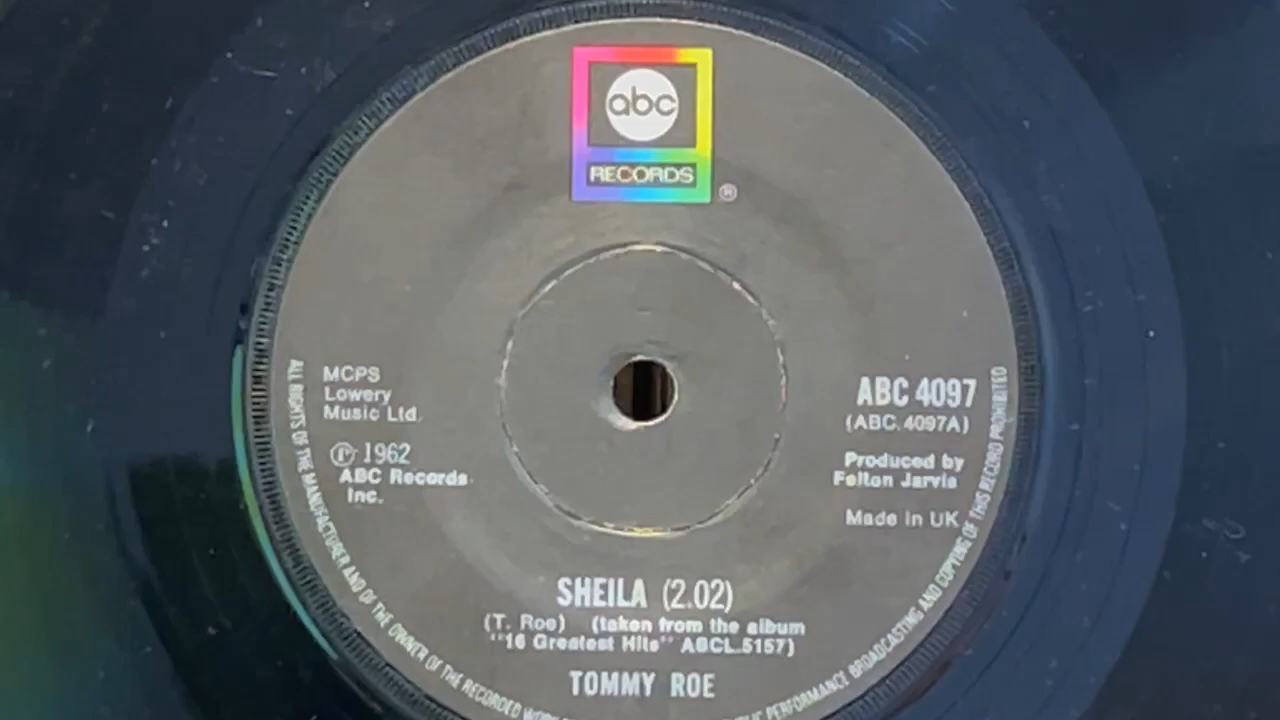 abc
RECORDS
®
MCPS
Lowery
Music Ltd.
Ⓟ 1962
ABC Records
Inc.
ABC 4097
(ABC.4097A)
Produced by
Felton Jarvis
Made in UK
SHEILA (2.02)
(T. Roe) (taken from the album
"16 Greatest Hits" ABCL.5157)
TOMMY ROE
ALL RIGHTS OF THE MANUFACTURER AND OF THE OWNER OF THE RECORDED WORK
PERFORMANCE BROADCASTING AND COPYING OF THIS RECORD PROHIBITED